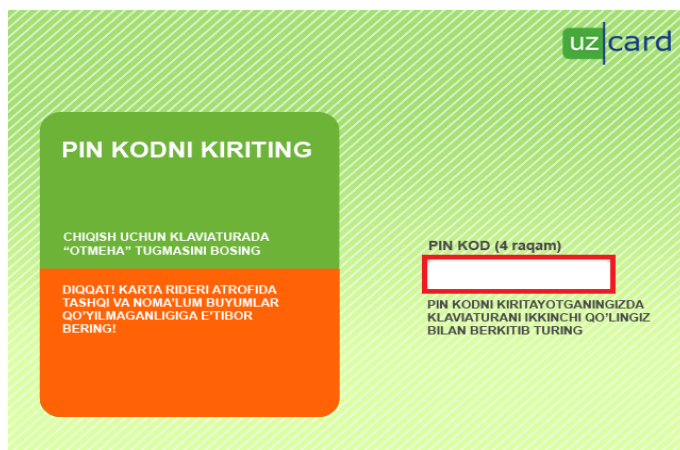 uz card
PIN KODNI KIRITING
CHIQISH UCHUN KLAVIATURADA
“OTMEHA” TUGMASINI BOSING
DIQQAT! KARTA RIDERI ATROFIDA
TASHQI VA NOMA'LUM BUYUMLAR
QO'YILMAGANLIGIGA E'TIBOR
BERING!
PIN KOD (4 raqam)
PIN KODNI KIRITAYOTGANINGIZDA
KLAVIATURANI IKKINCHI QO'LINGIZ
BILAN BERKITIB TURING